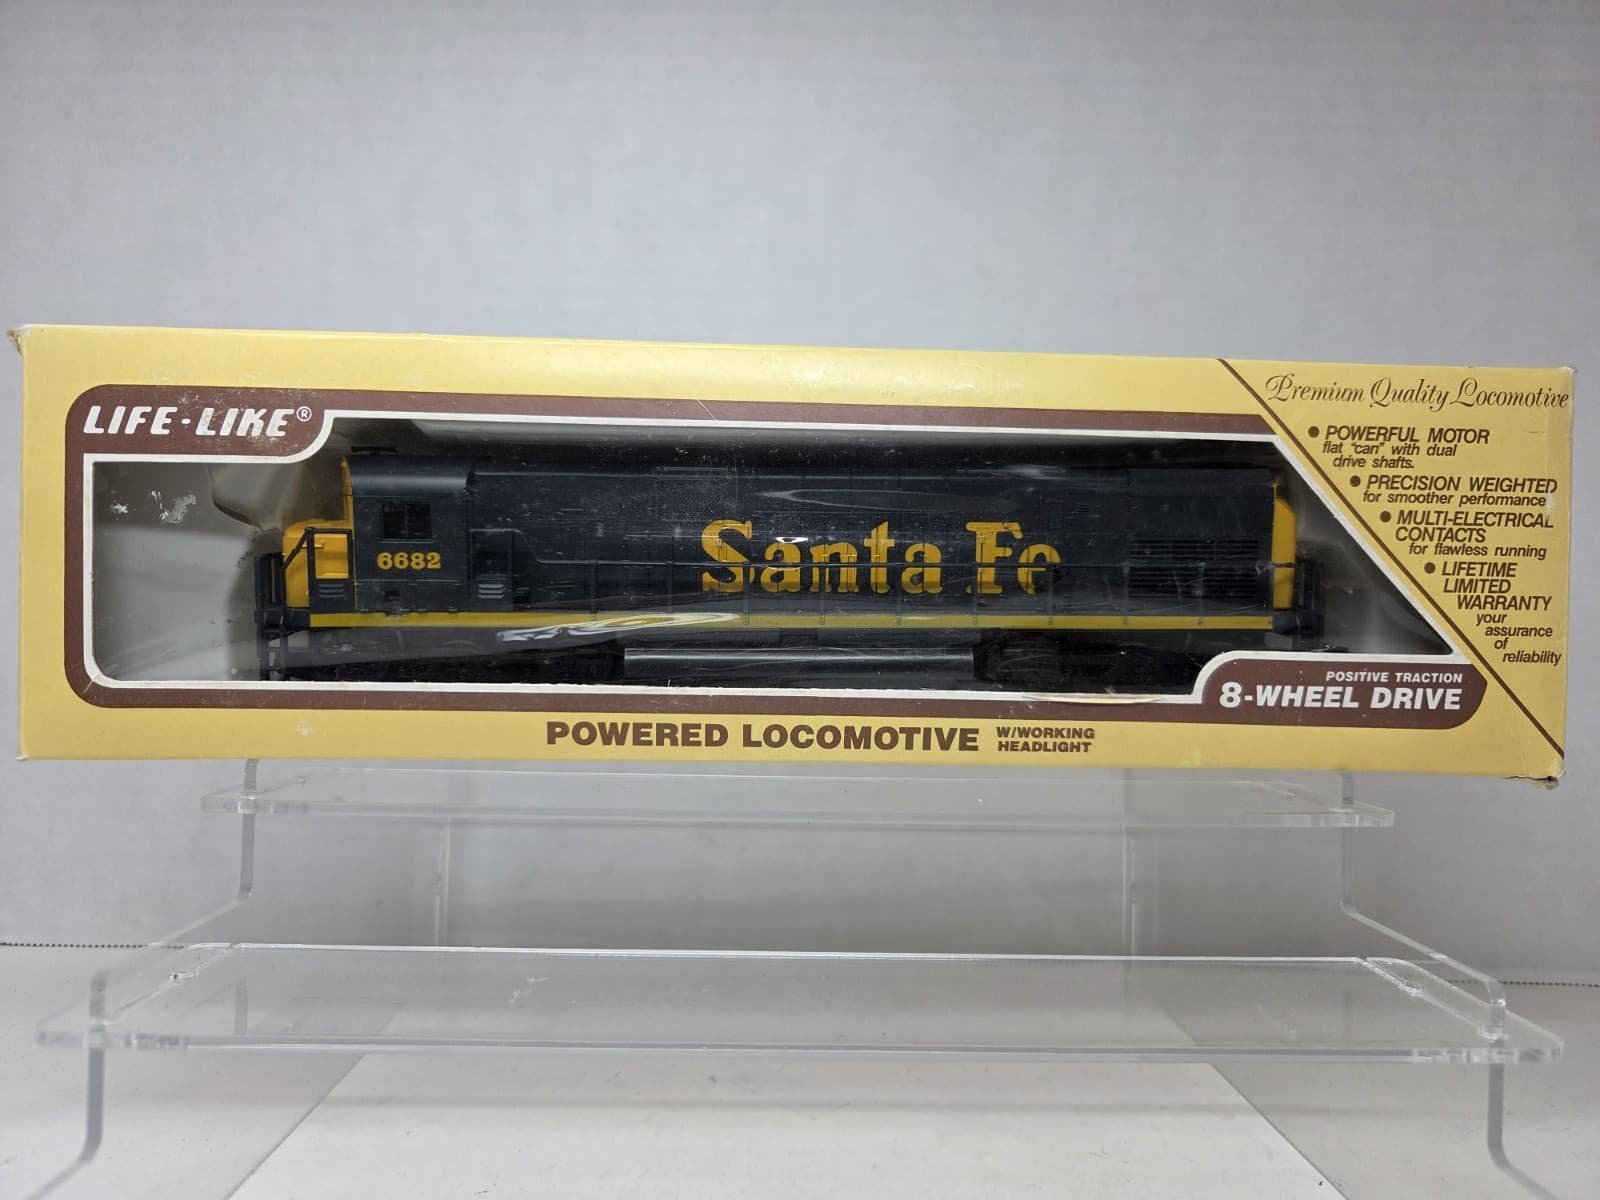 LIFE-LIKE®
Premium Quality Locomotive
• POWERFUL MOTOR
flat "can" with dual
drive shafts.
• PRECISION WEIGHTED
for smoother performance
• MULTI-ELECTRICAL
CONTACTS
for flawless running
• LIFETIME
LIMITED
WARRANTY
your
assurance
of
reliability
6682
Santa Fe
POSITIVE TRACTION
8-WHEEL DRIVE
POWERED LOCOMOTIVE
W/WORKING
HEADLIGHT